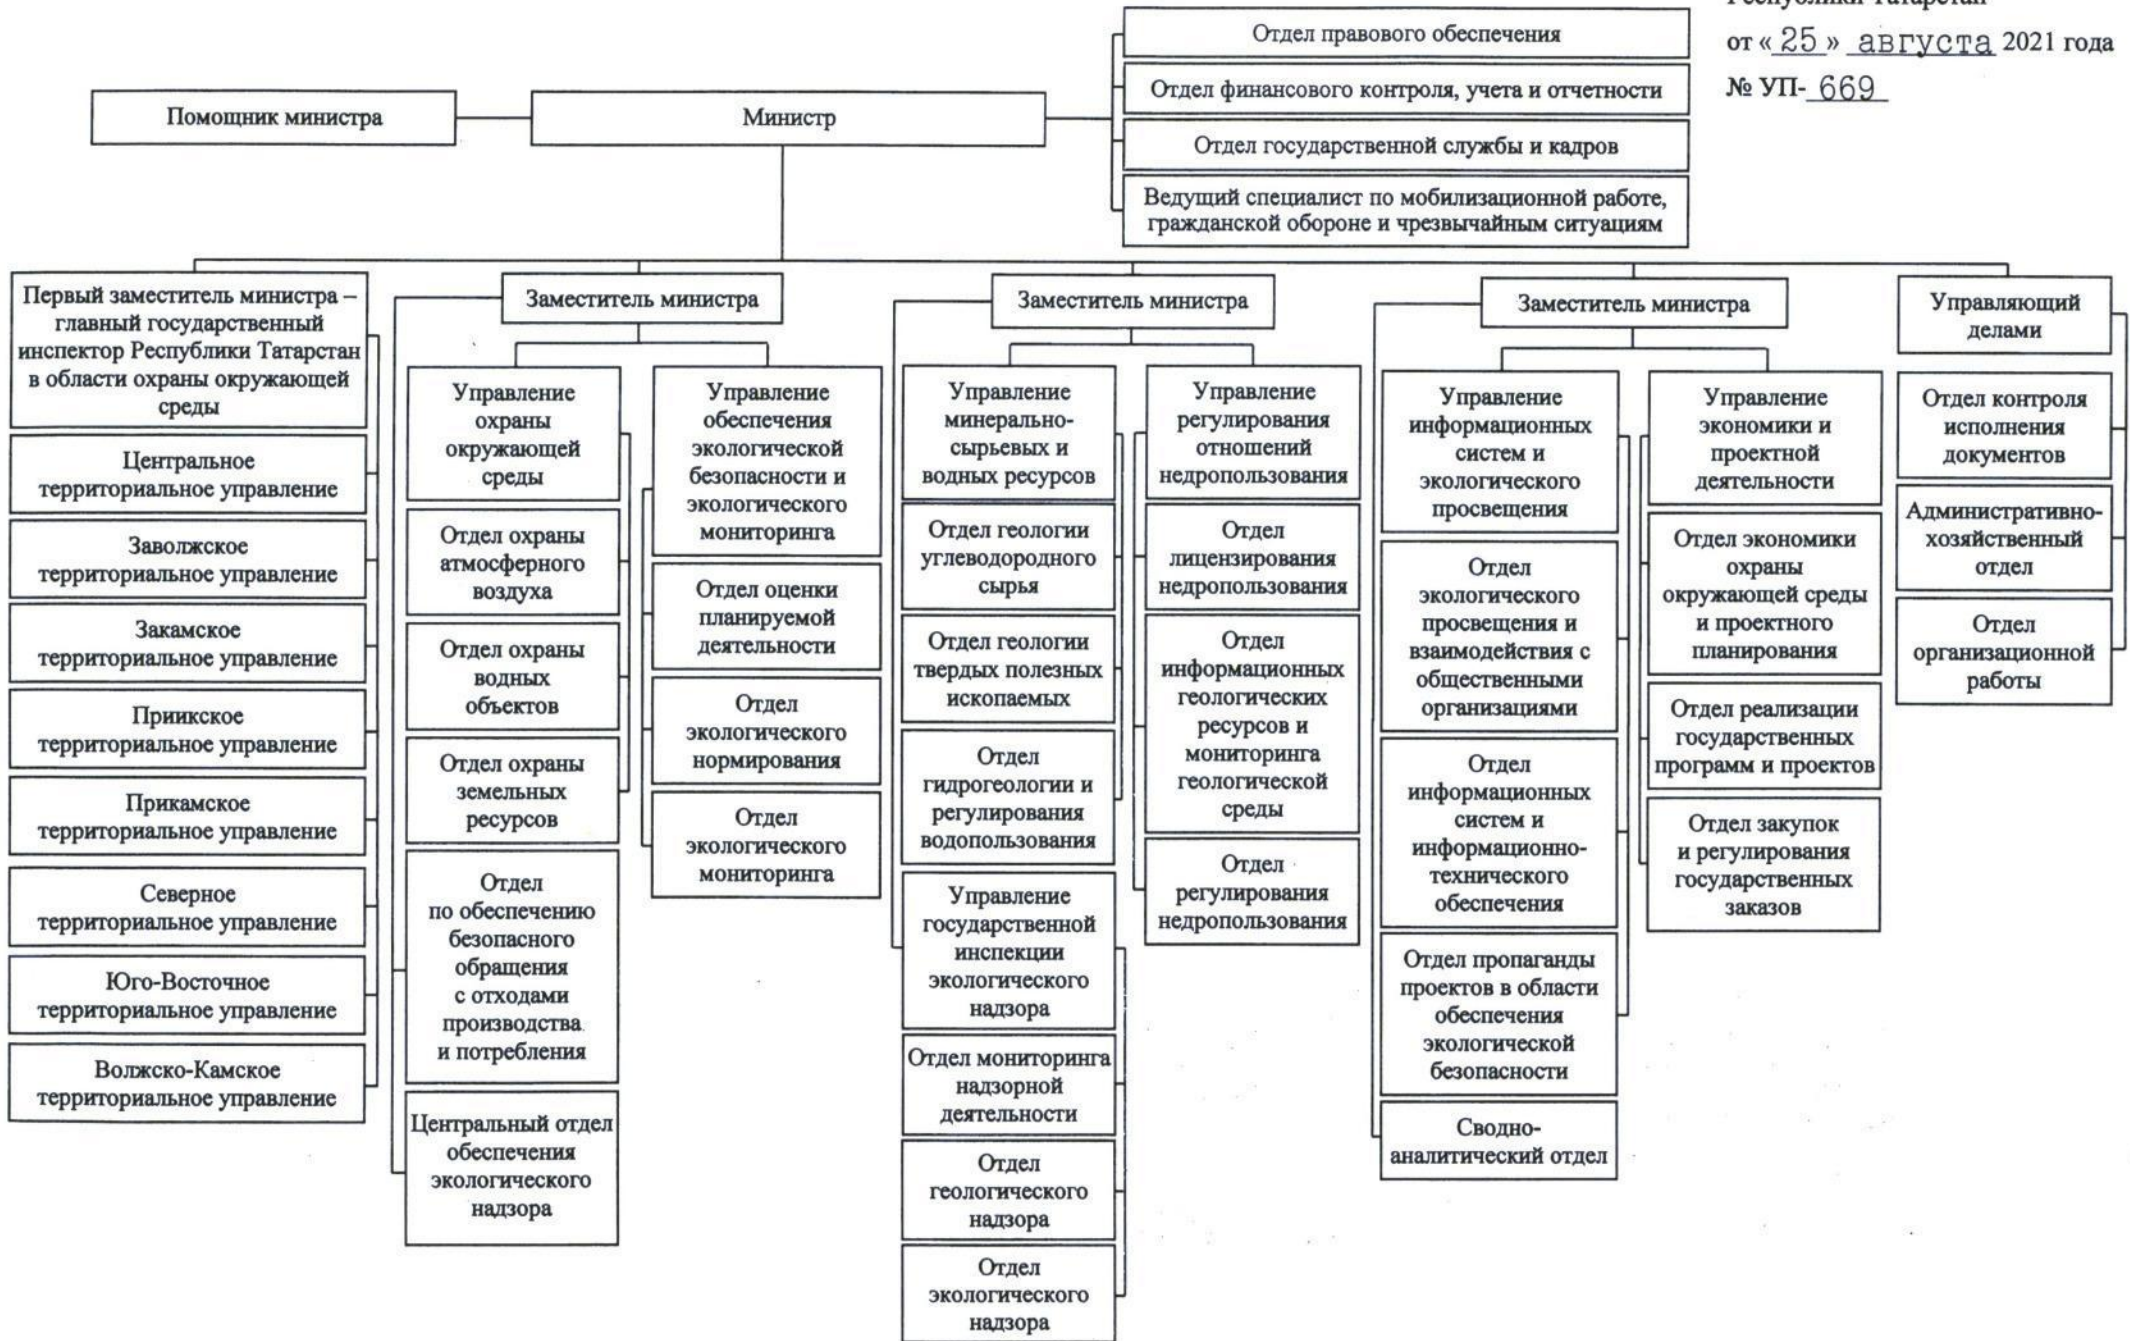 Республики Татарстан
от «25» августа 2021 года
№ УП-669
Отдел правового обеспечения
Отдел финансового контроля, учета и отчетности
Отдел государственной службы и кадров
Ведущий специалист по мобилизационной работе,
гражданской обороне и чрезвычайным ситуациям
Помощник министра
Министр
Первый заместитель министра –
главный государственный
инспектор Республики Татарстан
в области охраны окружающей
среды
Центральное
территориальное управление
Заволжское
территориальное управление
Закамское
территориальное управление
Приикское
территориальное управление
Прикамское
территориальное управление
Северное
территориальное управление
Юго-Восточное
территориальное управление
Волжско-Камское
территориальное управление
Заместитель министра
Управление
охраны
окружающей
среды
Отдел охраны
атмосферного
воздуха
Отдел охраны
водных
объектов
Отдел охраны
земельных
ресурсов
Отдел
по обеспечению
безопасного
обращения
с отходами
производства
и потребления
Центральный отдел
обеспечения
экологического
надзора
Управление
обеспечения
экологической
безопасности и
экологического
мониторинга
Отдел оценки
планируемой
деятельности
Отдел
экологического
нормирования
Отдел
экологического
мониторинга
Заместитель министра
Управление
минерально-
сырьевых и
водных ресурсов
Отдел геологии
углеводородного
сырья
Отдел геологии
твердых полезных
ископаемых
Отдел
гидрогеологии и
регулирования
водопользования
Управление
государственной
инспекции
экологического
надзора
Отдел мониторинга
надзорной
деятельности
Отдел
геологического
надзора
Отдел
экологического
надзора
Управление
регулирования
отношений
недропользования
Отдел
лицензирования
недропользования
Отдел
информационных
геологических
ресурсов и
мониторинга
геологической
среды
Отдел
регулирования
недропользования
Заместитель министра
Управление
информационных
систем и
экологического
просвещения
Отдел
экологического
просвещения и
взаимодействия с
общественными
организациями
Отдел
информационных
систем и
информационно-
технического
обеспечения
Отдел пропаганды
проектов в области
обеспечения
экологической
безопасности
Сводно-
аналитический отдел
Управление
экономики и
проектной
деятельности
Отдел экономики
охраны
окружающей среды
и проектного
планирования
Отдел реализации
государственных
программ и проектов
Отдел закупок
и регулирования
государственных
заказов
Управляющий
делами
Отдел контроля
исполнения
документов
Административно-
хозяйственный
отдел
Отдел
организационной
работы